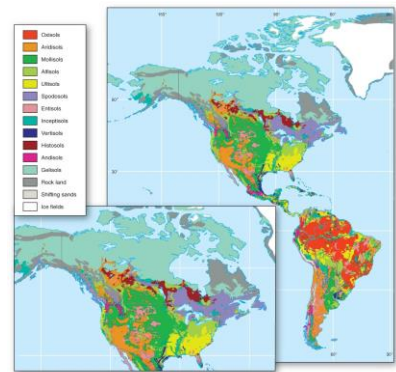 Oxisols
Aridisols
Mollisols
Alfisols
Ultisols
Spodosols
Entisols
Inceptisols
Vertisols
Histosols
Andisols
Gelisols
Rock land
Shifting sands
Ice fields